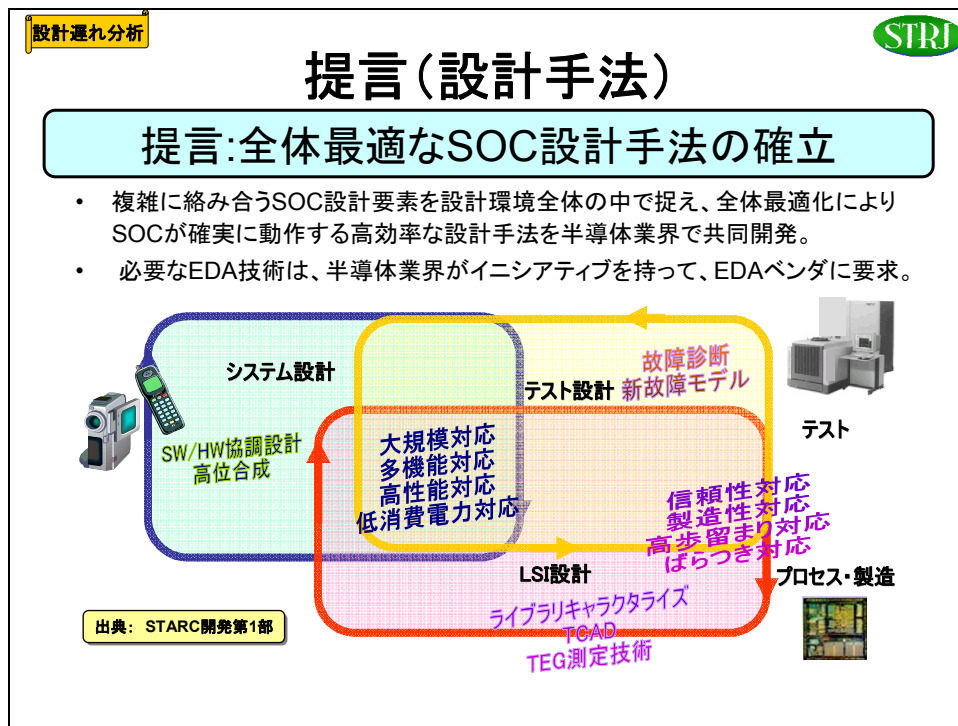 設計遅れ分析
STRJ
提言(設計手法)
提言:全体最適なSOC設計手法の確立
• 複雑に絡み合うSOC設計要素を設計環境全体の中で捉え、全体最適化により
SOCが確実に動作する高効率な設計手法を半導体業界で共同開発。
• 必要なEDA技術は、半導体業界がイニシアティブを持って、EDAベンダに要求。
システム設計
SW/HW協調設計
高位合成
テスト設計
故障診断
新故障モデル
テスト
大規模対応
多機能対応
高性能対応
低消費電力対応
信頼性対応
製造性対応
高歩留まり対応
ばらつき対応
LSI設計
プロセス・製造
ライブラリキャラクタライズ
TCAD
TEG測定技術
出典: STARC開発第1部